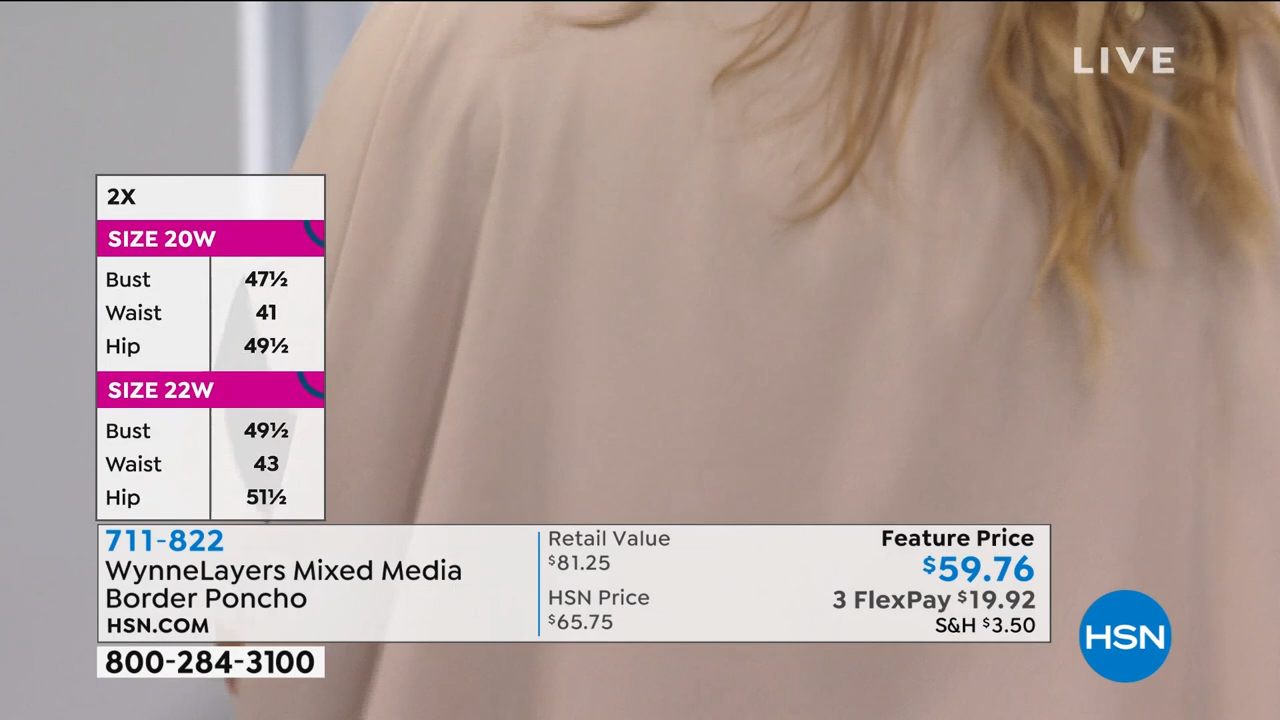 LIVE
2X
SIZE 20W
Bust 47½
Waist 41
Hip 49½
SIZE 22W
Bust 49½
Waist 43
Hip 51½
711-822
WynneLayers Mixed Media
Border Poncho
HSN.COM
Retail Value
$81.25
HSN Price
$65.75
Feature Price
$59.76
3 FlexPay $19.92
S&H $3.50
800-284-3100
HSN